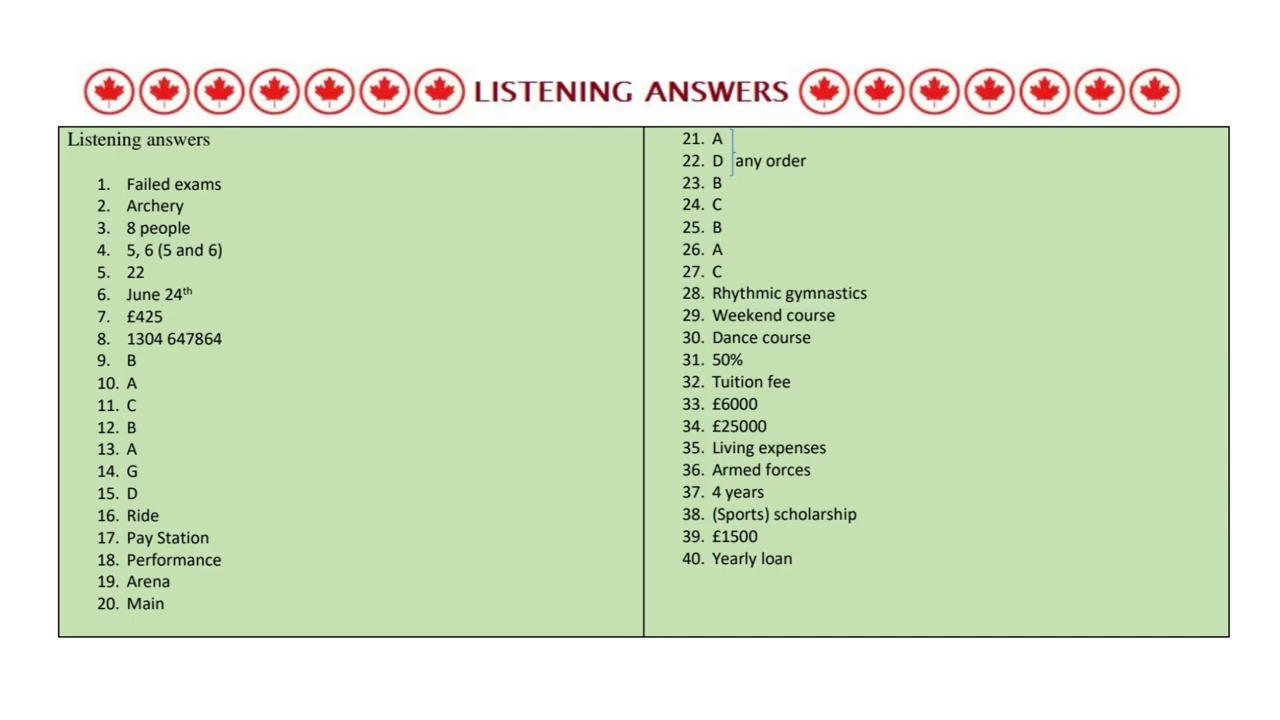 LISTENING ANSWERS
Listening answers
1. Failed exams
2. Archery
3. 8 people
4. 5, 6 (5 and 6)
5. 22
6. June 24th
7. £425
8. 1304 647864
9. B
10. A
11. C
12. B
13. A
14. G
15. D
16. Ride
17. Pay Station
18. Performance
19. Arena
20. Main
21. A
22. D any order
23. B
24. C
25. B
26. A
27. C
28. Rhythmic gymnastics
29. Weekend course
30. Dance course
31. 50%
32. Tuition fee
33. £6000
34. £25000
35. Living expenses
36. Armed forces
37. 4 years
38. (Sports) scholarship
39. £1500
40. Yearly loan